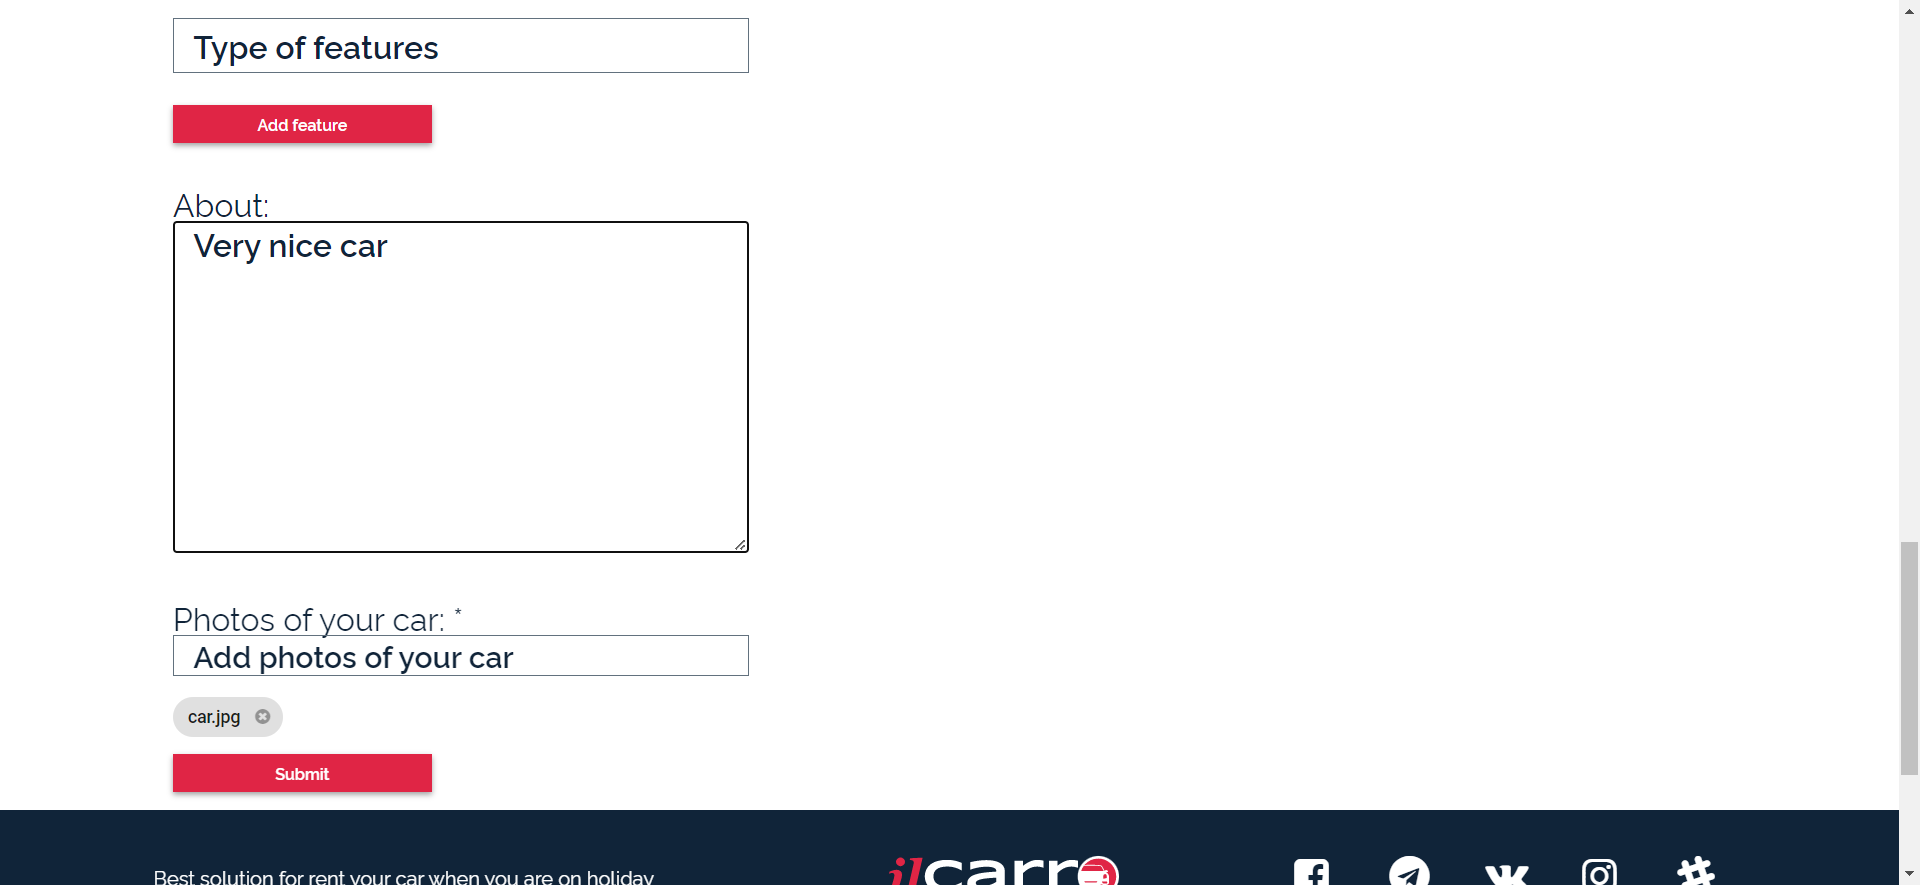 Type of features
Add feature
About:
Very nice car
Photos of your car: *
Add photos of your car
car.jpg
Submit
Best solution for rent your car when you are on holiday
ilcarro